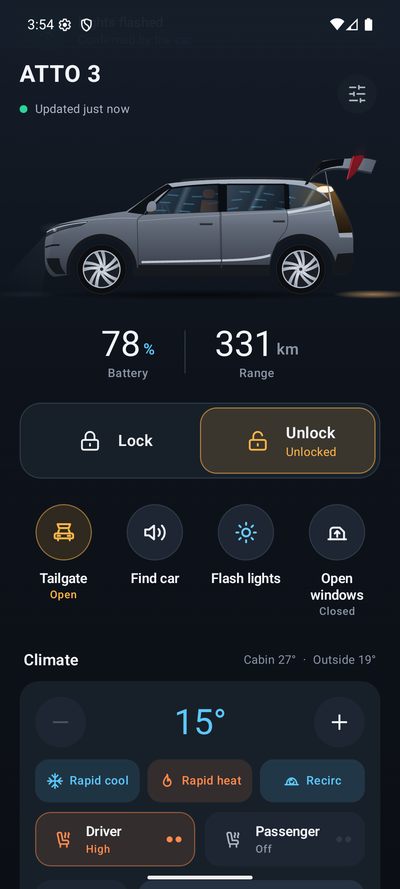 3:54
ATTO 3
Updated just now
78 %
331 km
Battery
Range
Lock
Unlock
Unlocked
Tailgate
Open
Find car
Flash lights
Open
windows
Closed
Climate
Cabin 27° · Outside 19°
− 15° +
Rapid cool
Rapid heat
Recirc
Driver
High
Passenger
Off